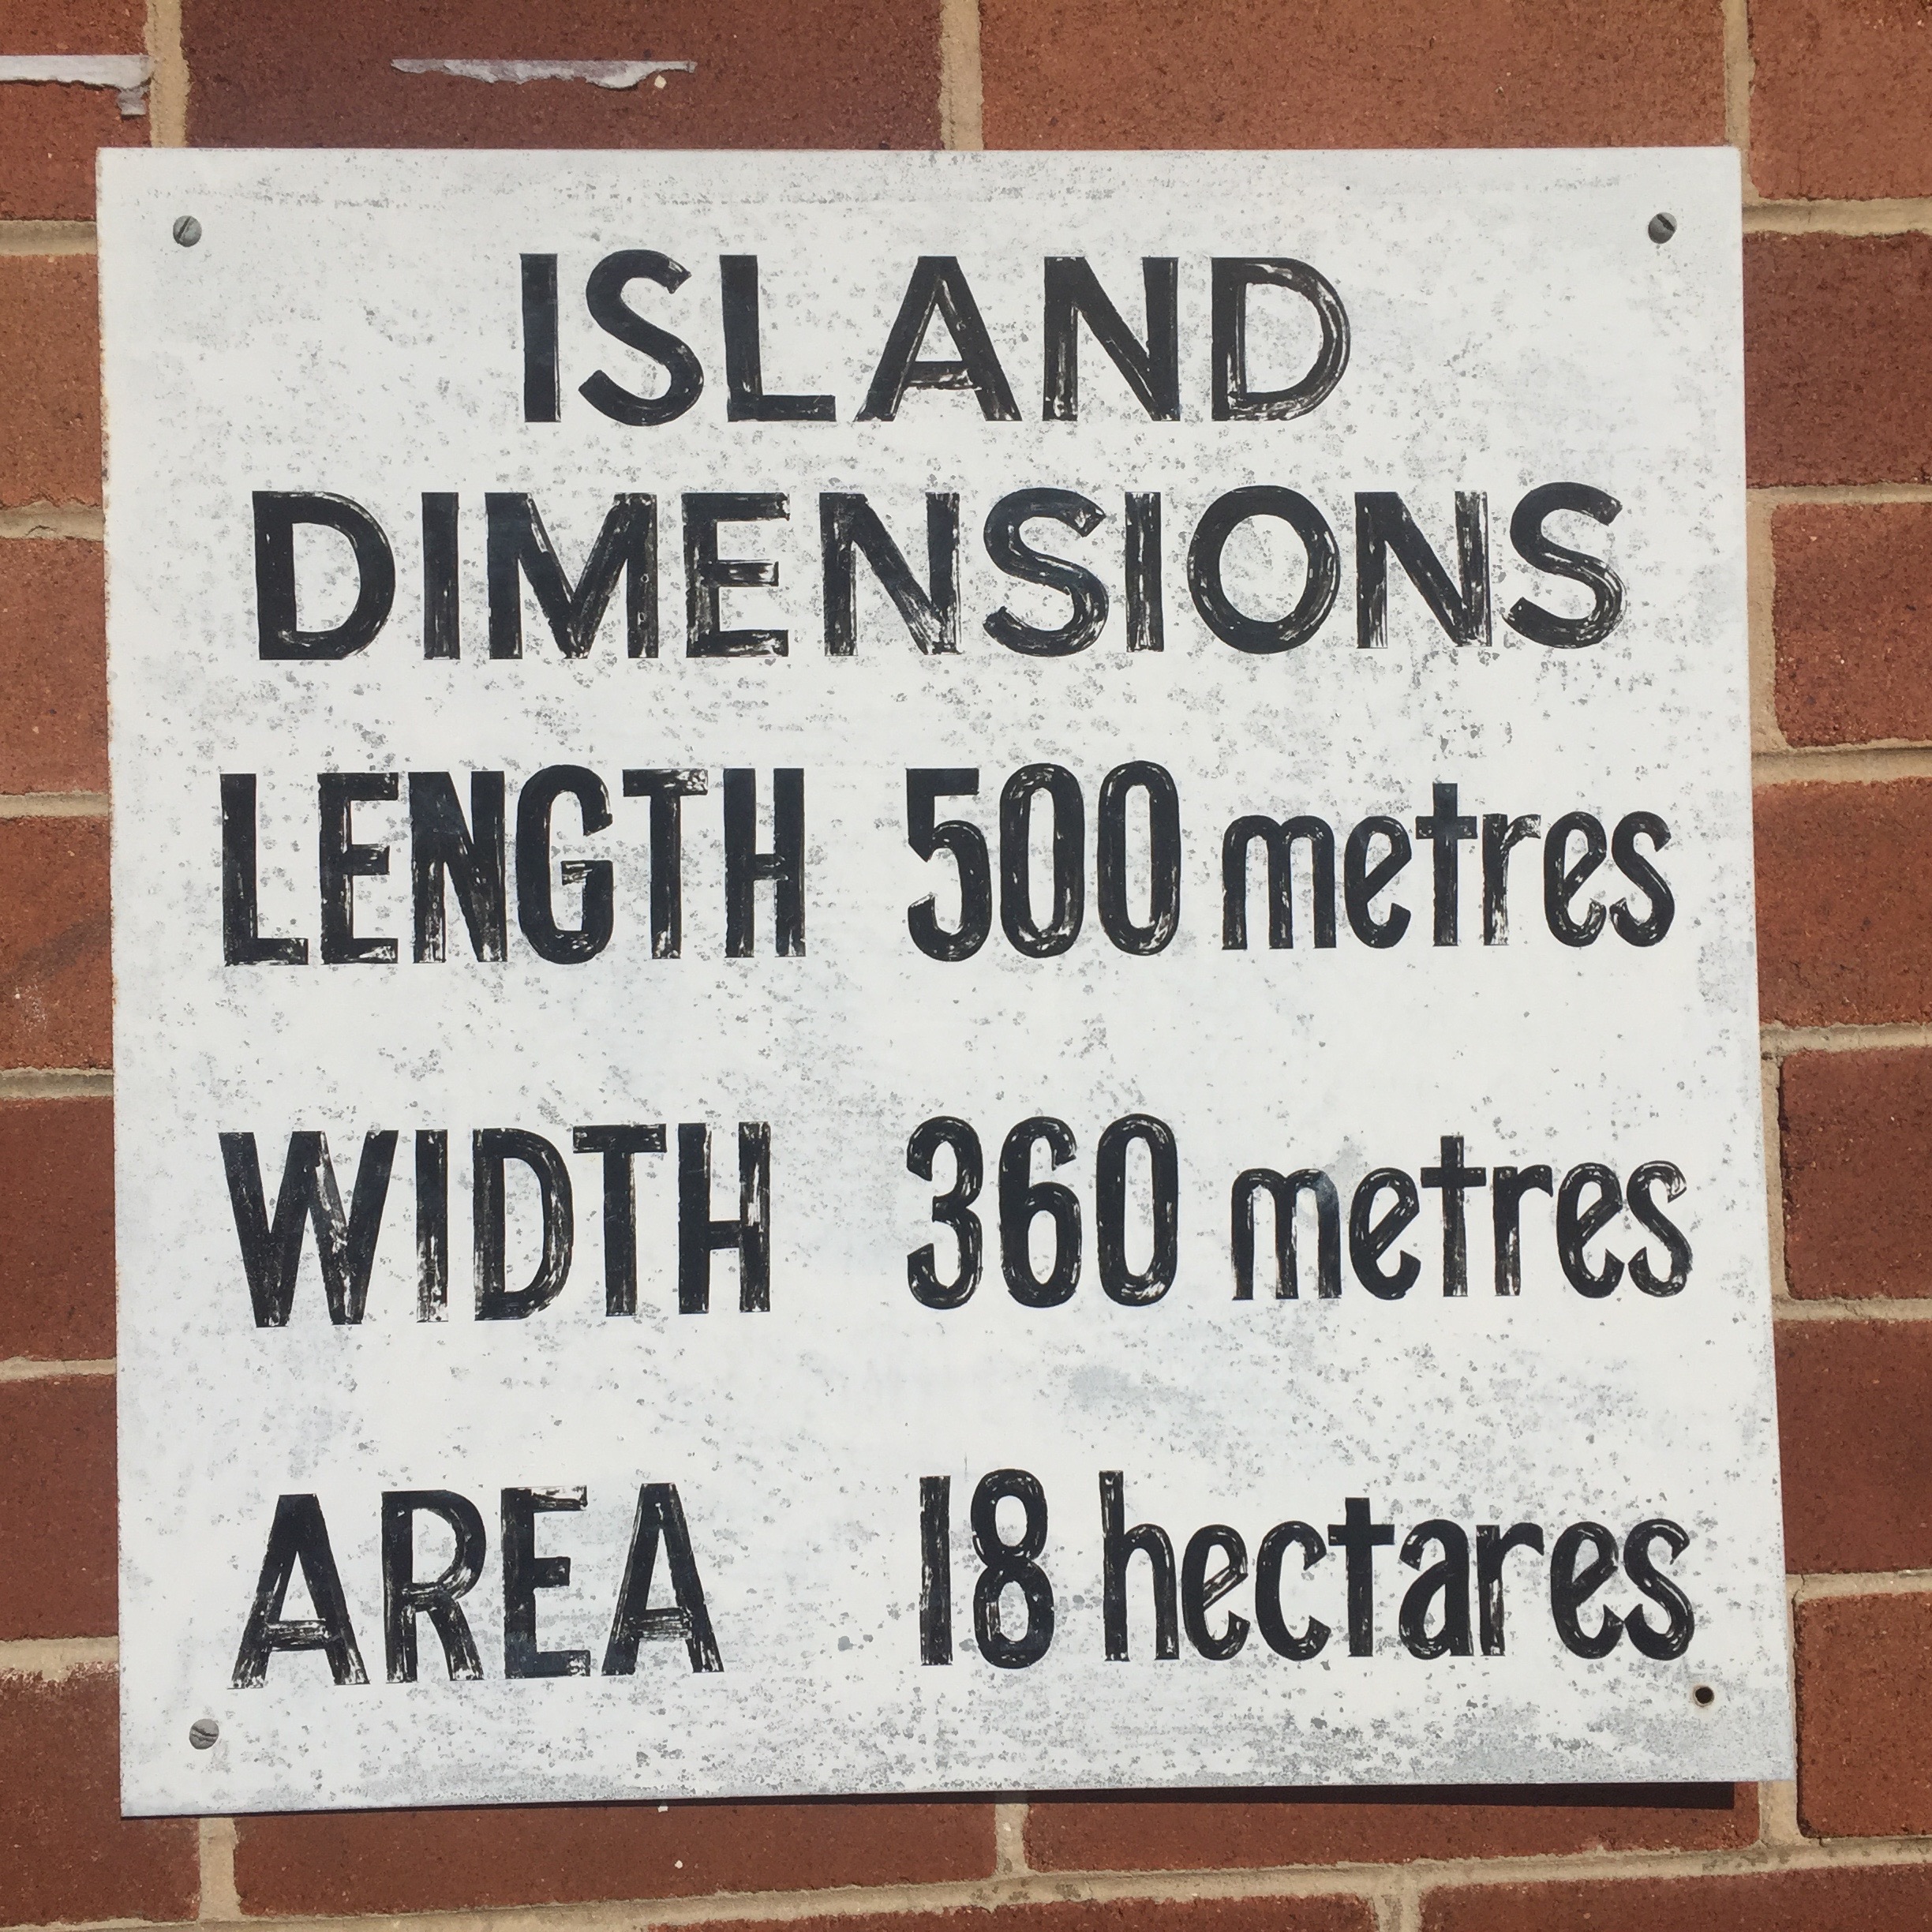 ISLAND
DIMENSIONS
LENGTH 500 metres
WIDTH 360 metres
AREA 18 hectares